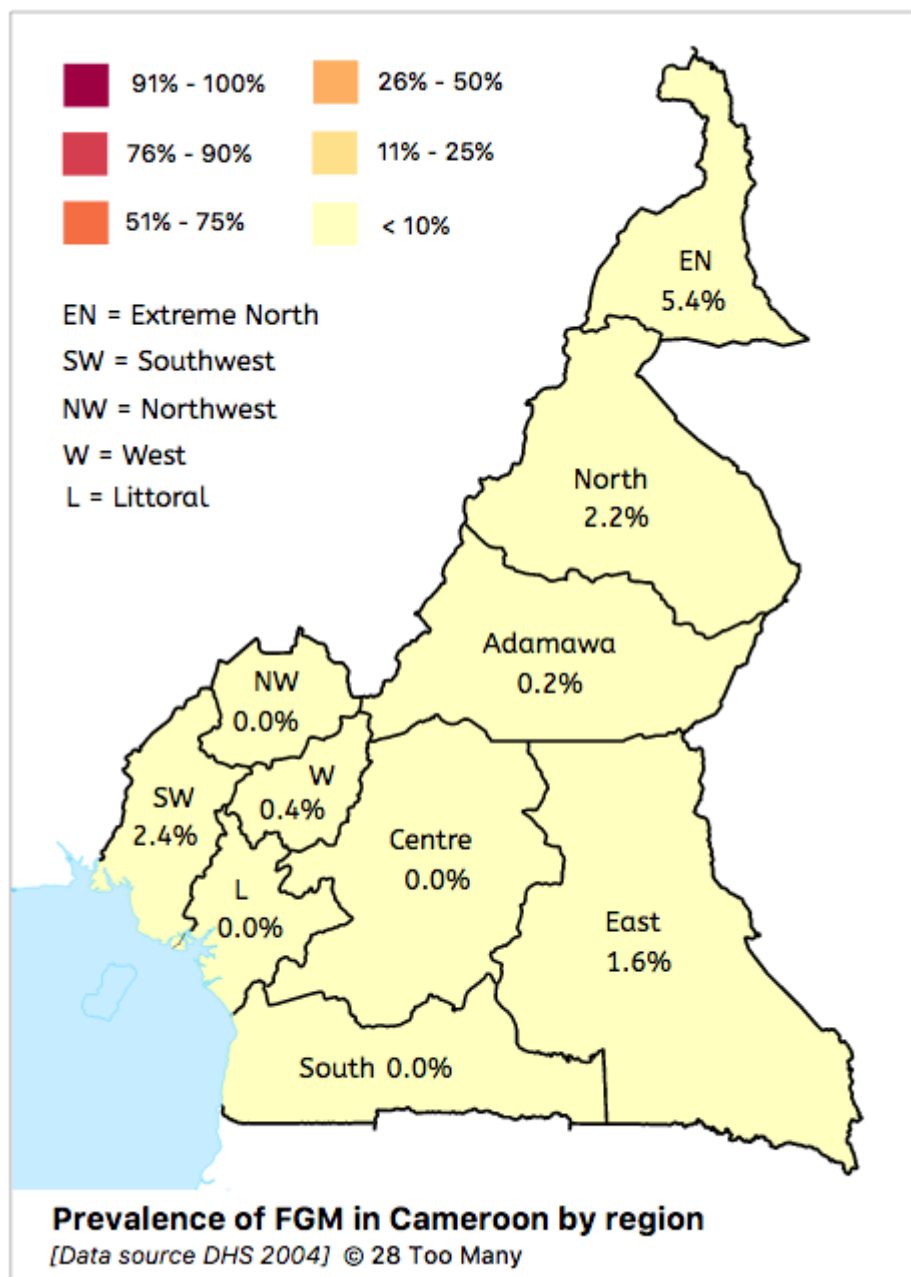 91% - 100%
26% - 50%
76% - 90%
11% - 25%
51% - 75%
< 10%
EN = Extreme North
SW = Southwest
NW = Northwest
W = West
L = Littoral
EN
5.4%
North
2.2%
Adamawa
0.2%
NW
0.0%
W
0.4%
SW
2.4%
Centre
0.0%
L
0.0%
East
1.6%
South 0.0%
Prevalence of FGM in Cameroon by region
[Data source DHS 2004] © 28 Too Many